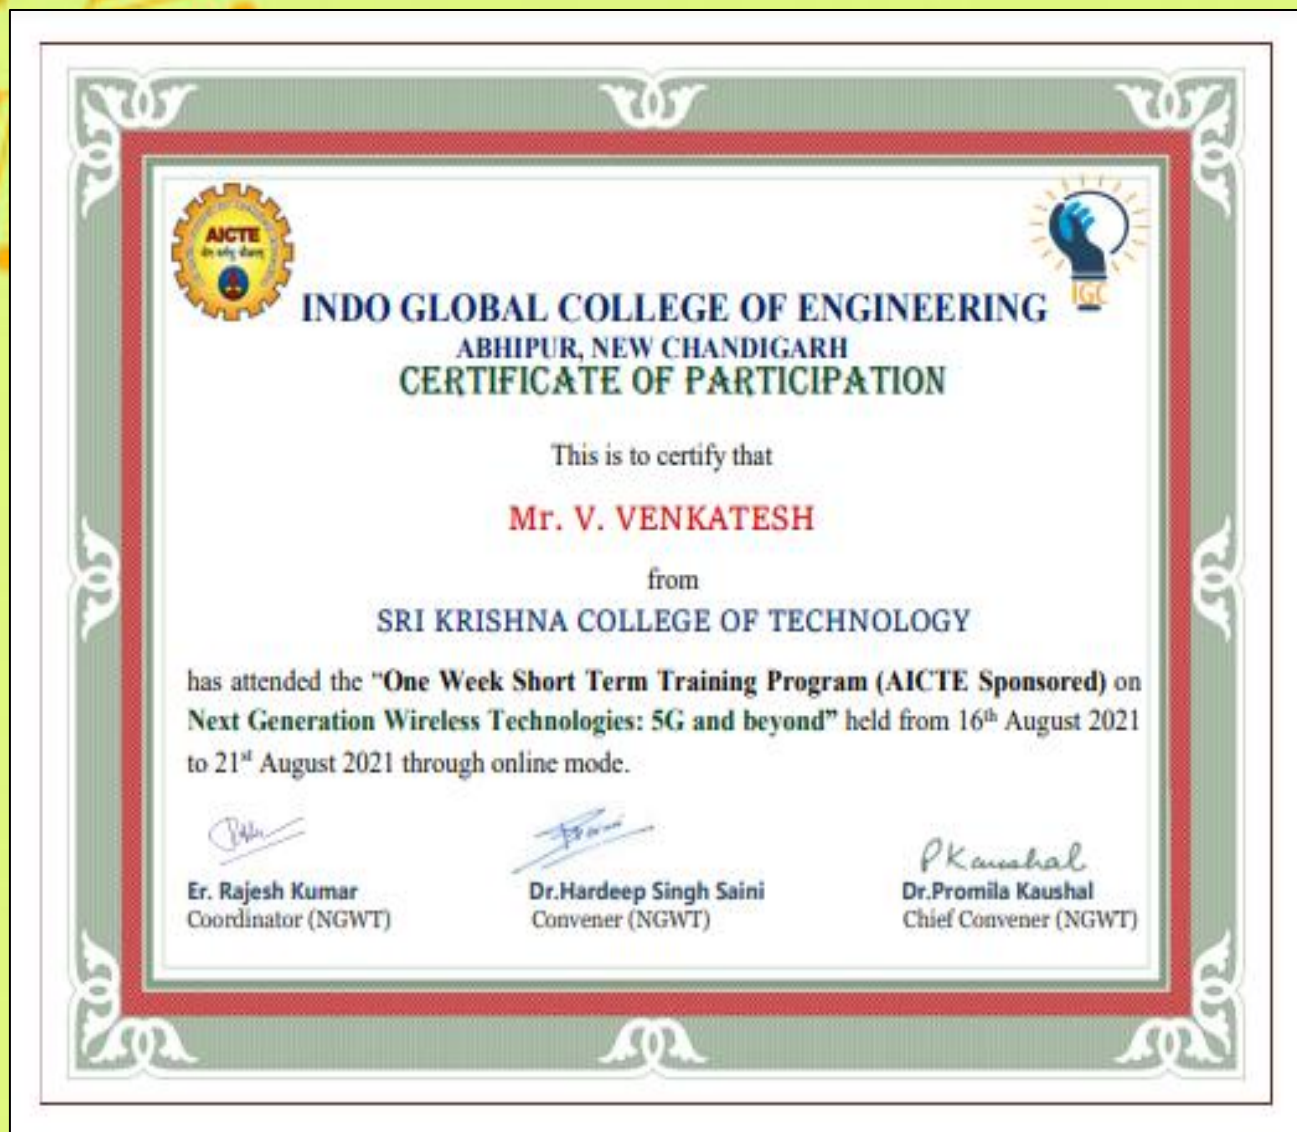 AICTE
IGC
INDO GLOBAL COLLEGE OF ENGINEERING
ABHIPUR, NEW CHANDIGARH
CERTIFICATE OF PARTICIPATION
This is to certify that
Mr. V. VENKATESH
from
SRI KRISHNA COLLEGE OF TECHNOLOGY
has attended the "One Week Short Term Training Program (AICTE Sponsored) on
Next Generation Wireless Technologies: 5G and beyond" held from 16th August 2021
to 21st August 2021 through online mode.
PKaushal
Er. Rajesh Kumar Dr.Hardeep Singh Saini Dr.Promila Kaushal
Coordinator (NGWT) Convener (NGWT) Chief Convener (NGWT)